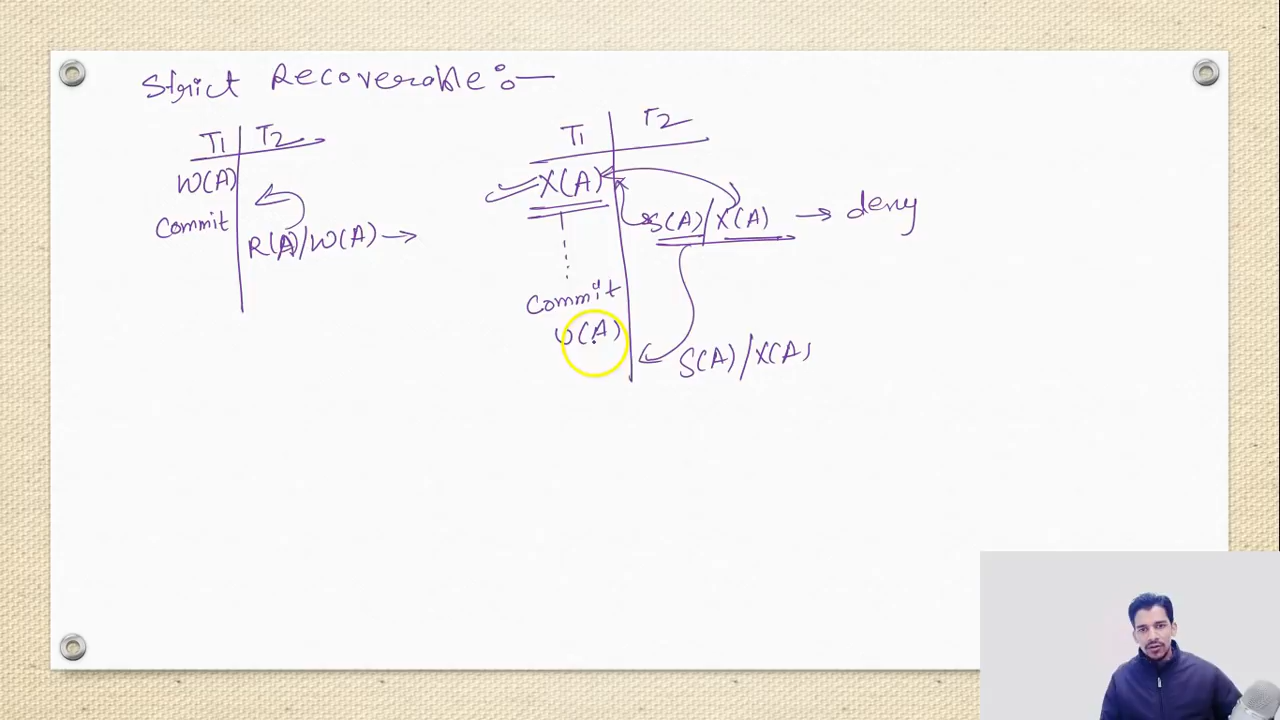 Strict Recoverable :-
T1 T2
W(A)
Commit
R(A)/W(A) →
T1 T2
X(A)
S(A)/X(A) → deny
Commit
U(A)
S(A)/X(A)